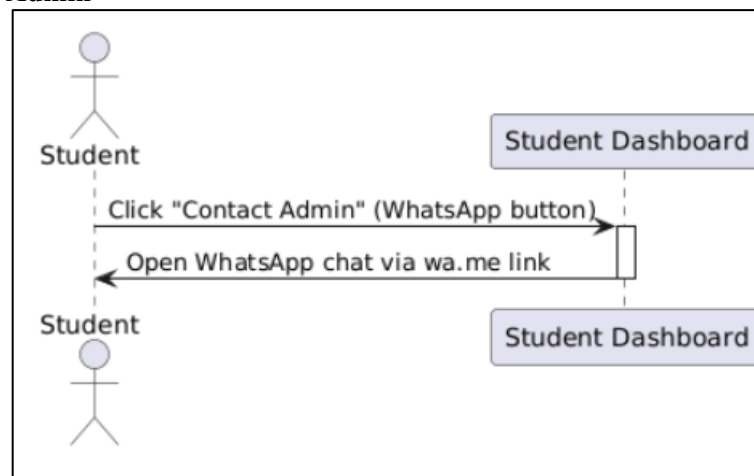 Admin
Student
Student Dashboard
Click "Contact Admin" (WhatsApp button)
Open WhatsApp chat via wa.me link
Student
Student Dashboard